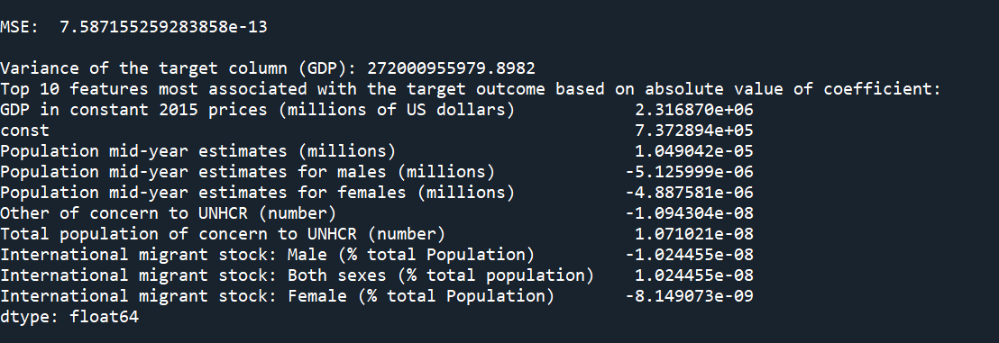 MSE:  7.587155259283858e-13
Variance of the target column (GDP): 272000955979.8982
Top 10 features most associated with the target outcome based on absolute value of coefficient:
GDP in constant 2015 prices (millions of US dollars)            2.316870e+06
const                                                           7.372894e+05
Population mid-year estimates (millions)                        1.049042e-05
Population mid-year estimates for males (millions)             -5.125999e-06
Population mid-year estimates for females (millions)           -4.887581e-06
Other of concern to UNHCR (number)                             -1.094304e-08
Total population of concern to UNHCR (number)                   1.071021e-08
International migrant stock: Male (% total Population)         -1.024455e-08
International migrant stock: Both sexes (% total population)    1.024455e-08
International migrant stock: Female (% total Population)       -8.149073e-09
dtype: float64